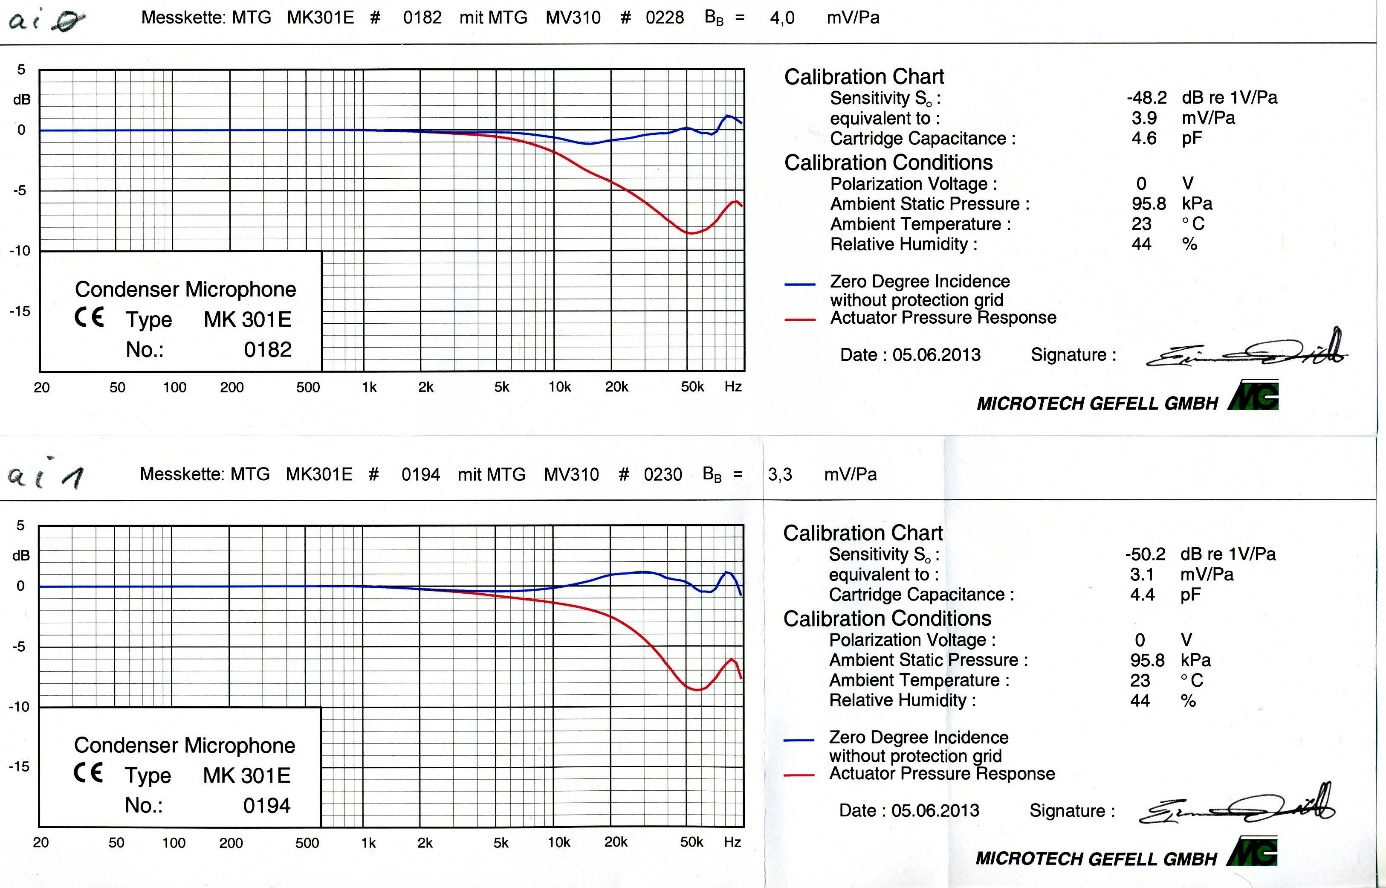 ai0 Messkette: MTG MK301E # 0182 mit MTG MV310 # 0228 B_B = 4,0 mV/Pa
5
dB
0
-5
-10
-15
Condenser Microphone
CE Type MK 301E
No.: 0182
20 50 100 200 500 1k 2k 5k 10k 20k 50k Hz
Calibration Chart
Sensitivity So : -48.2 dB re 1V/Pa
equivalent to : 3.9 mV/Pa
Cartridge Capacitance : 4.6 pF
Calibration Conditions
Polarization Voltage : 0 V
Ambient Static Pressure : 95.8 kPa
Ambient Temperature : 23 °C
Relative Humidity : 44 %
Zero Degree Incidence
without protection grid
Actuator Pressure Response
Date : 05.06.2013 Signature :
MICROTECH GEFELL GMBH MG
ai1 Messkette: MTG MK301E # 0194 mit MTG MV310 # 0230 B_B = 3,3 mV/Pa
5
dB
0
-5
-10
-15
Condenser Microphone
CE Type MK 301E
No.: 0194
20 50 100 200 500 1k 2k 5k 10k 20k 50k Hz
Calibration Chart
Sensitivity So : -50.2 dB re 1V/Pa
equivalent to : 3.1 mV/Pa
Cartridge Capacitance : 4.4 pF
Calibration Conditions
Polarization Voltage : 0 V
Ambient Static Pressure : 95.8 kPa
Ambient Temperature : 23 °C
Relative Humidity : 44 %
Zero Degree Incidence
without protection grid
Actuator Pressure Response
Date : 05.06.2013 Signature :
MICROTECH GEFELL GMBH MG